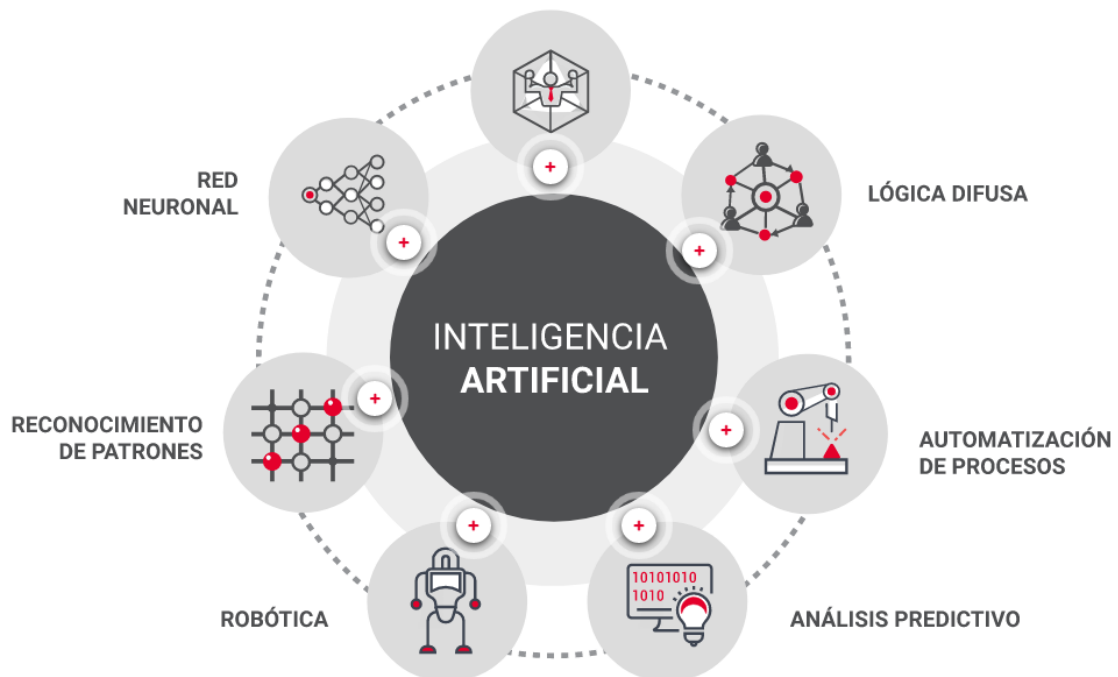 RED
NEURONAL
LÓGICA DIFUSA
INTELIGENCIA
ARTIFICIAL
RECONOCIMIENTO
DE PATRONES
AUTOMATIZACIÓN
DE PROCESOS
10101010
1010
ROBÓTICA
ANÁLISIS PREDICTIVO